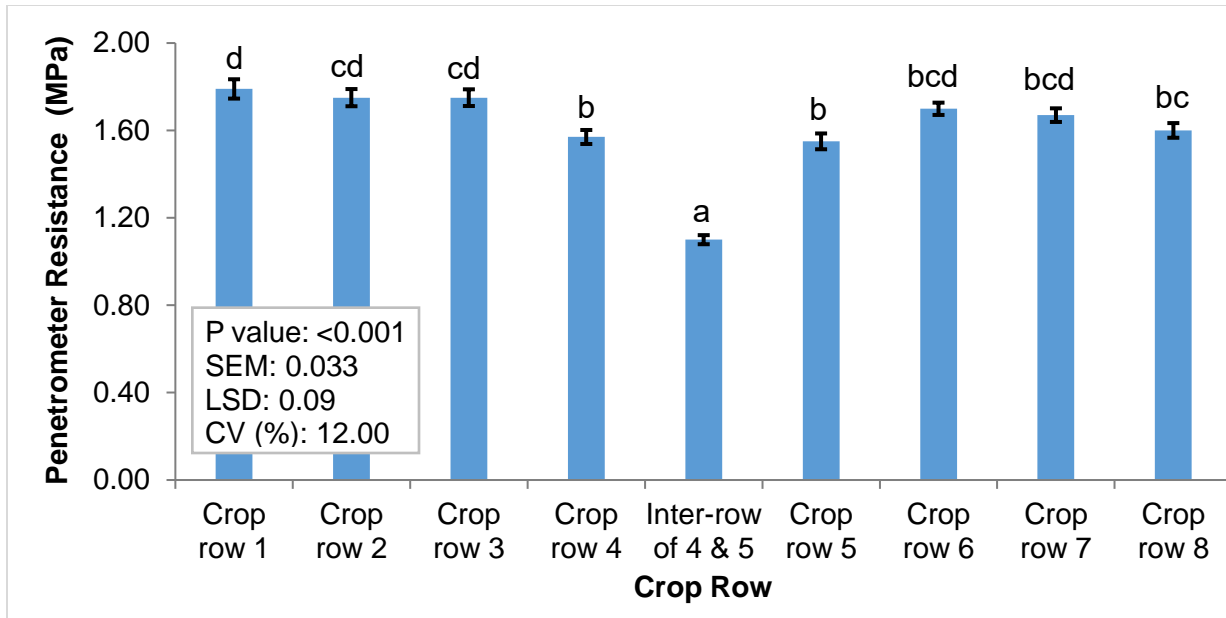 Penetrometer Resistance (MPa)
2.00
1.60
1.20
0.80
0.40
0.00
d
cd
cd
b
a
b
bcd
bcd
bc
P value: <0.001
SEM: 0.033
LSD: 0.09
CV (%): 12.00
Crop
row 1
Crop
row 2
Crop
row 3
Crop
row 4
Inter-row
of 4 & 5
Crop
row 5
Crop
row 6
Crop
row 7
Crop
row 8
Crop Row